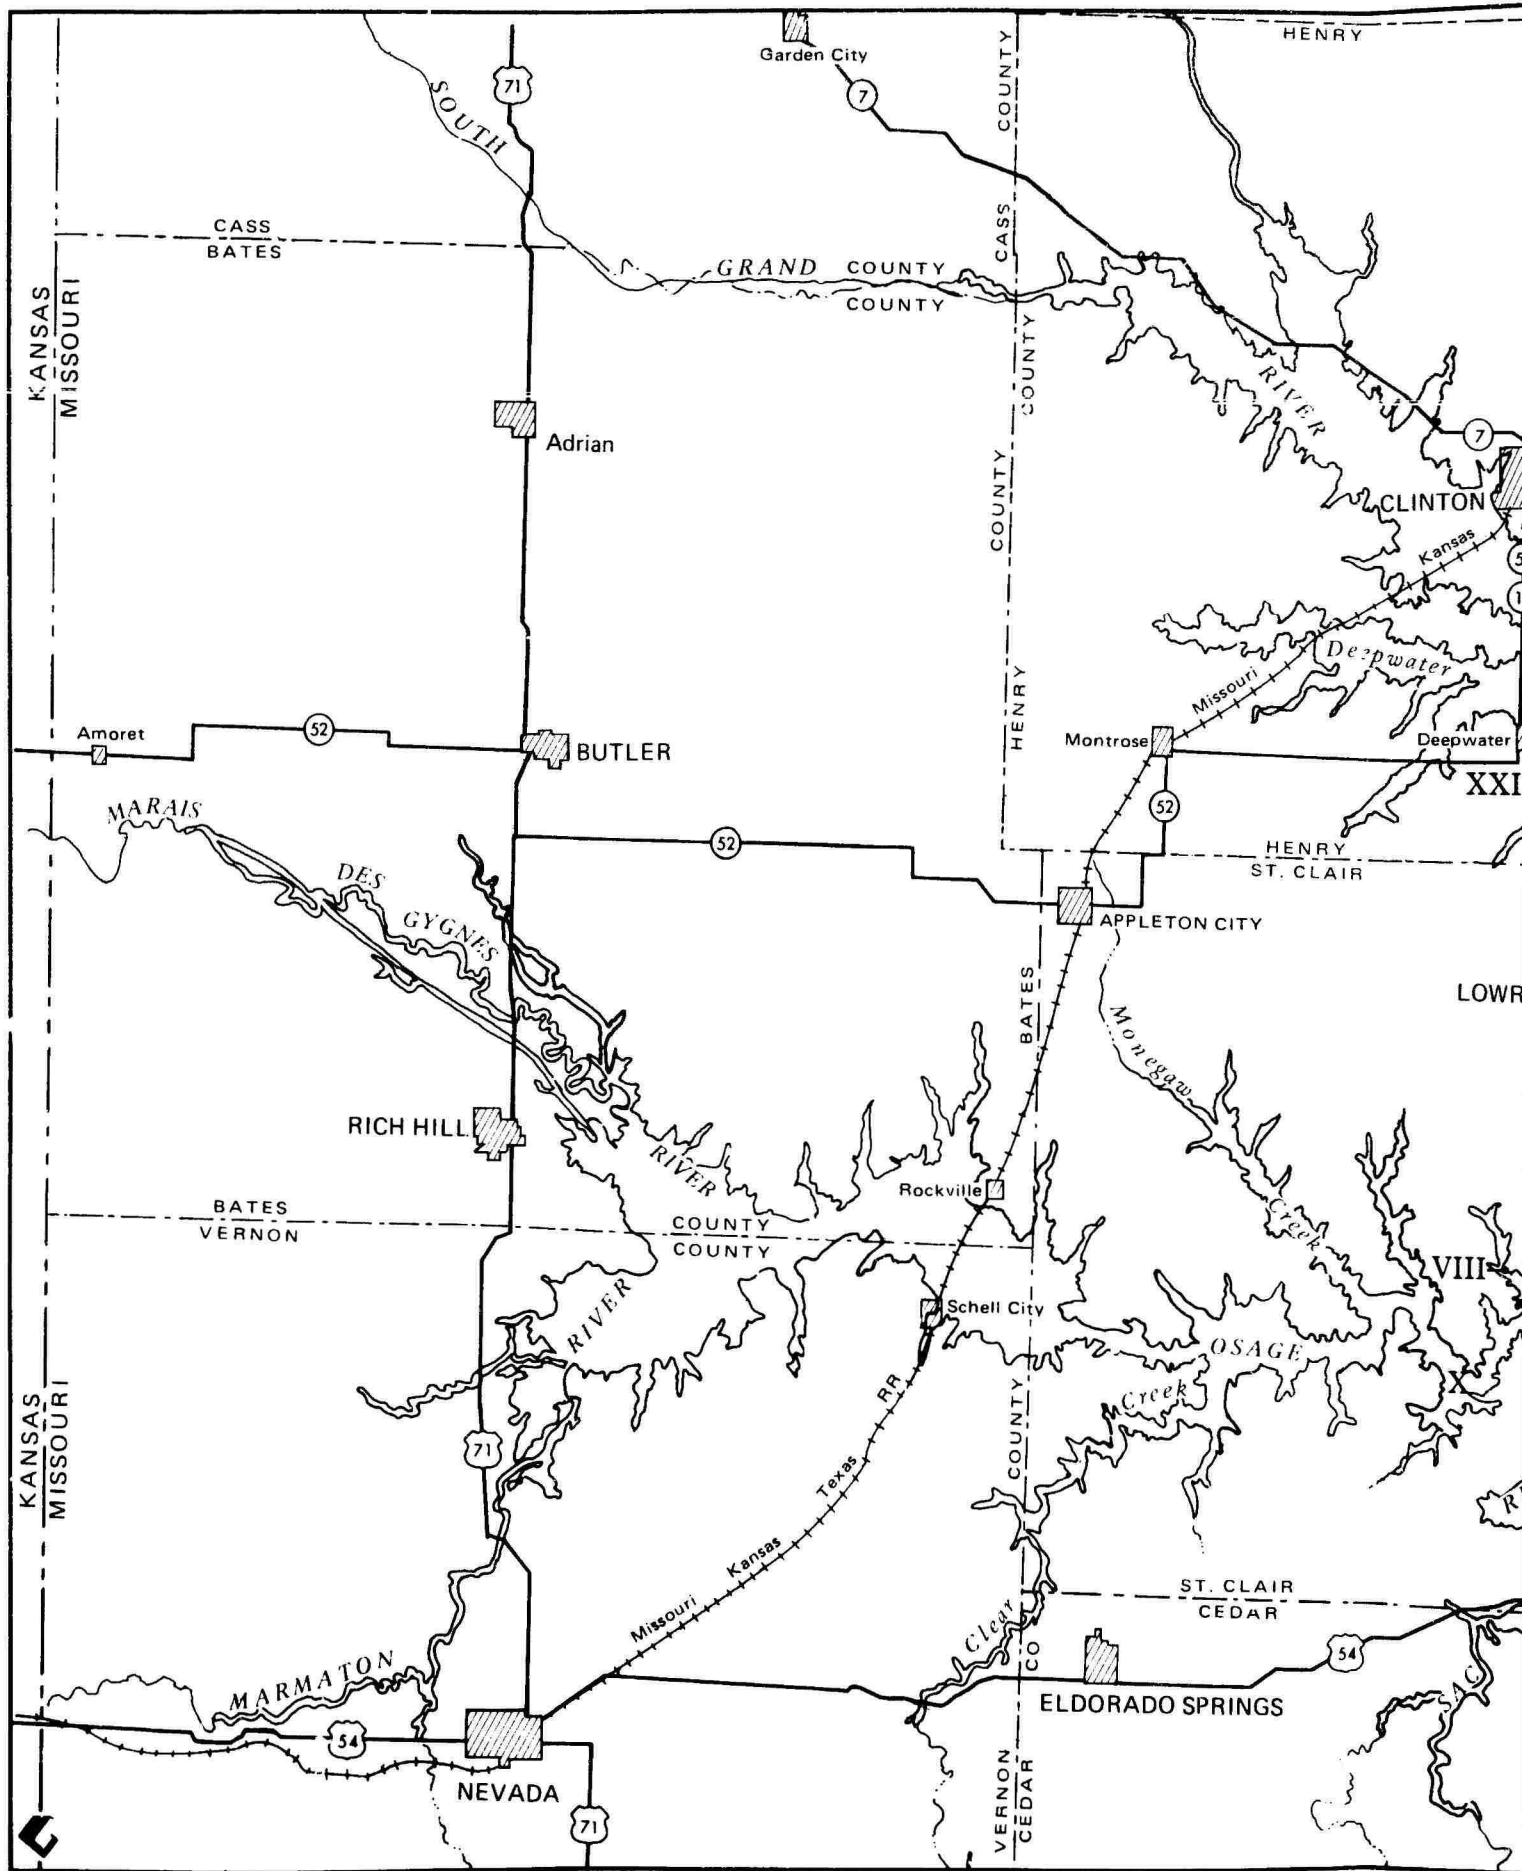 HENRY
Garden City
71
7
COUNTY
SOUTH
CASS
CASS
BATES
GRAND
COUNTY
COUNTY
KANSAS
MISSOURI
COUNTY
RIVER
Adrian
7
COUNTY
CLINTON
Kansas
5
1
Deepwater
HENRY
Missouri
Amoret
52
BUTLER
Montrose
Deepwater
XXI
MARAIS
52
52
HENRY
ST. CLAIR
DES
GYGNES
APPLETON CITY
BATES
LOWR
Monegaw
RICH HILL
RIVER
Rockville
BATES
VERNON
COUNTY
COUNTY
Creek
VIII
Schell City
RIVER
OSAGE
KANSAS
MISSOURI
RR
Creek
X
71
COUNTY
Texas
Kansas
Missouri
ST. CLAIR
CEDAR
Clear
CO
54
MARMATON
ELDORADO SPRINGS
SAC
54
NEVADA
71
VERNON
CEDAR